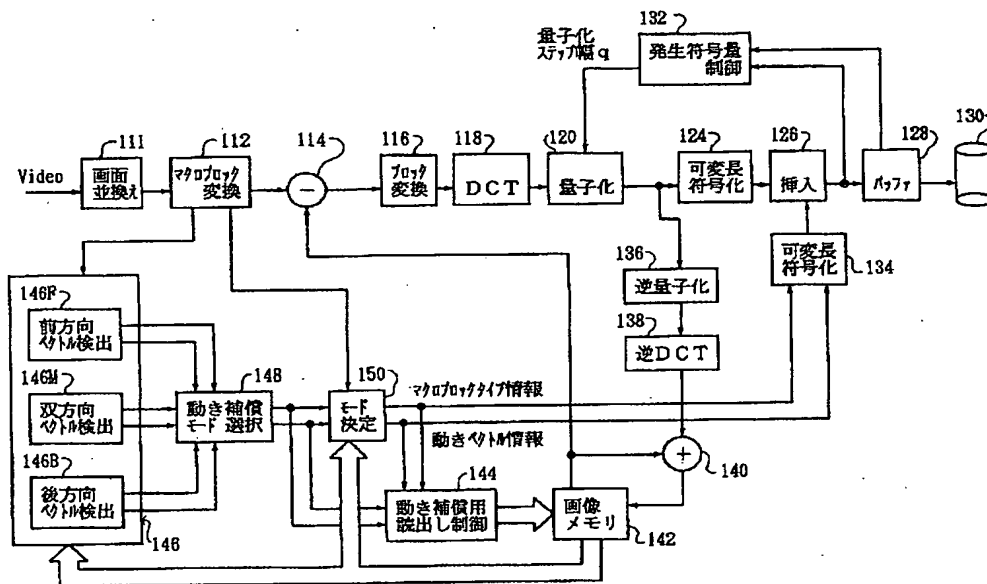 量子化
ステップ幅 q
132
発生符号量
制御
130
111
112
114
116
118
120
124
126
128
Video
画面
並換え
マクロブロック
変換
−
ブロック
変換
DCT
量子化
可変長
符号化
挿入
バッファ
可変長
符号化
134
136
逆量子化
138
逆DCT
146F
前方向
ベクトル検出
146M
双方向
ベクトル検出
146B
後方向
ベクトル検出
146
148
動き補償
モード選択
150
モード
決定
マクロブロックタイプ情報
動きベクトル情報
144
動き補償用
読出し制御
+
140
画像
メモリ
142